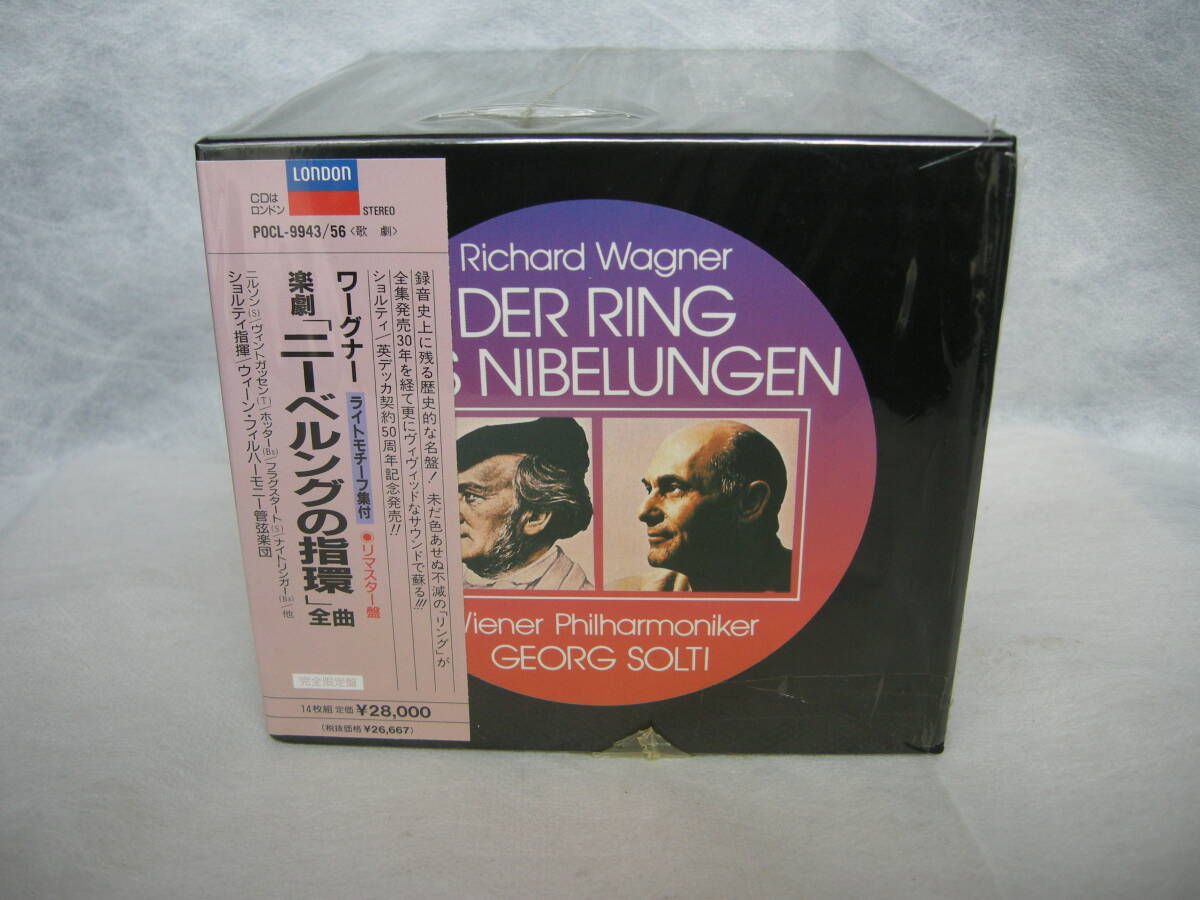 LONDON
CDは
ロンドン
STEREO
POCL-9943/56〈歌 劇〉
録音史上に残る歴史的な名盤! 未だ色あせぬ不滅の「リング」が
全集発売30年を経て更にヴィヴィッドなサウンドで蘇る!!!
ショルティ/英デッカ契約50周年記念発売!!
ワーグナー
ライトモチーフ集付
●リマスター盤
楽劇「ニーベルングの指環」全曲
ニルソン(S)/ヴィントガッセン(T)/ホッター(Bs)/フラグスタート(S)/ナイトリンガー(Bs)/他
ショルティ指揮/ウィーン・フィルハーモニー管弦楽団
完全限定盤
14枚組 定価 ¥28,000
(税抜価格 ¥26,667)
Richard Wagner
DER RING
S NIBELUNGEN
Wiener Philharmoniker
GEORG SOLTI